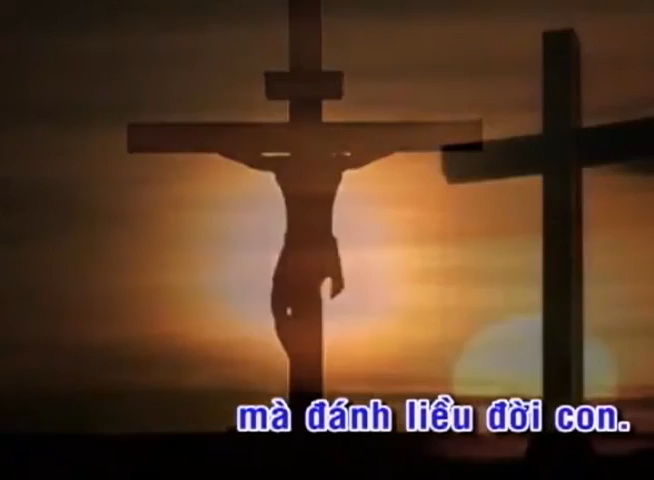 mà đánh liều đời con.